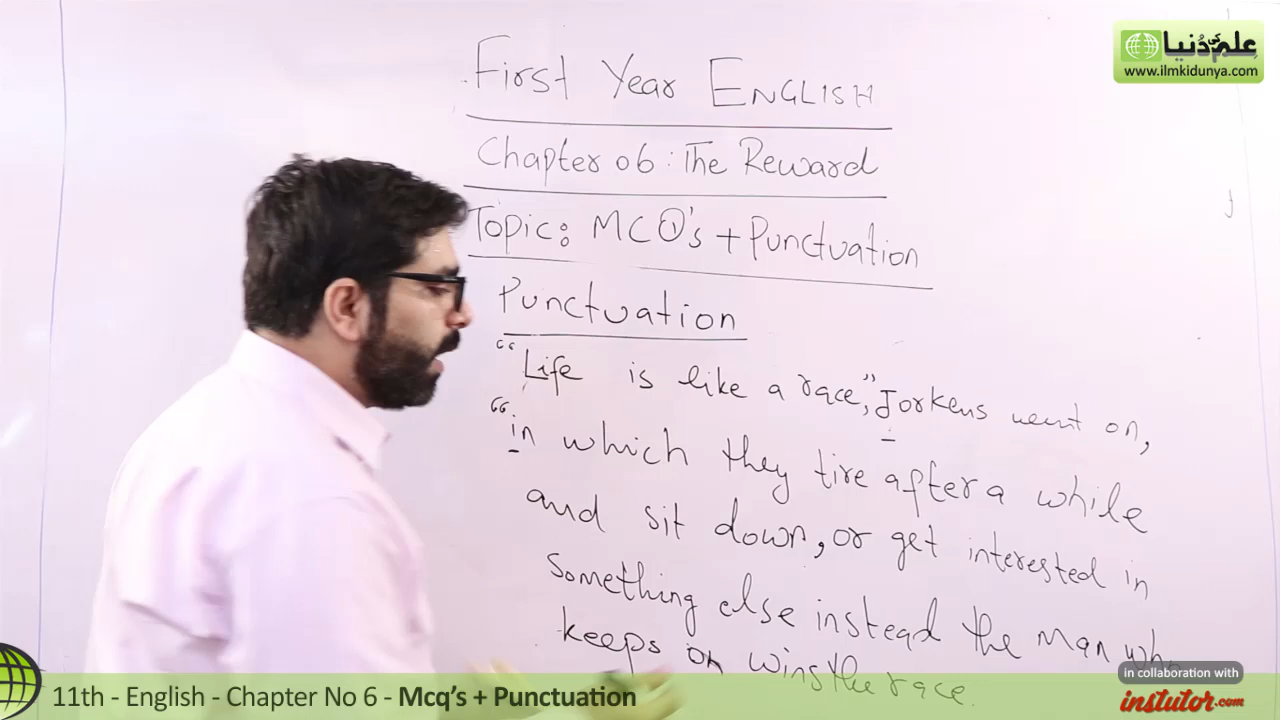 علم کی دُنیا
www.ilmkidunya.com
First Year ENGLISH
Chapter 06: The Reward
Topic: MCQ's + Punctuation
Punctuation
“Life is like a race,” Jorkens went on,
“in which they tire after a while
and sit down, or get interested in
something else instead the man who
keeps on wins the race.
in collaboration with
instutor.com
11th - English - Chapter No 6 - Mcq's + Punctuation